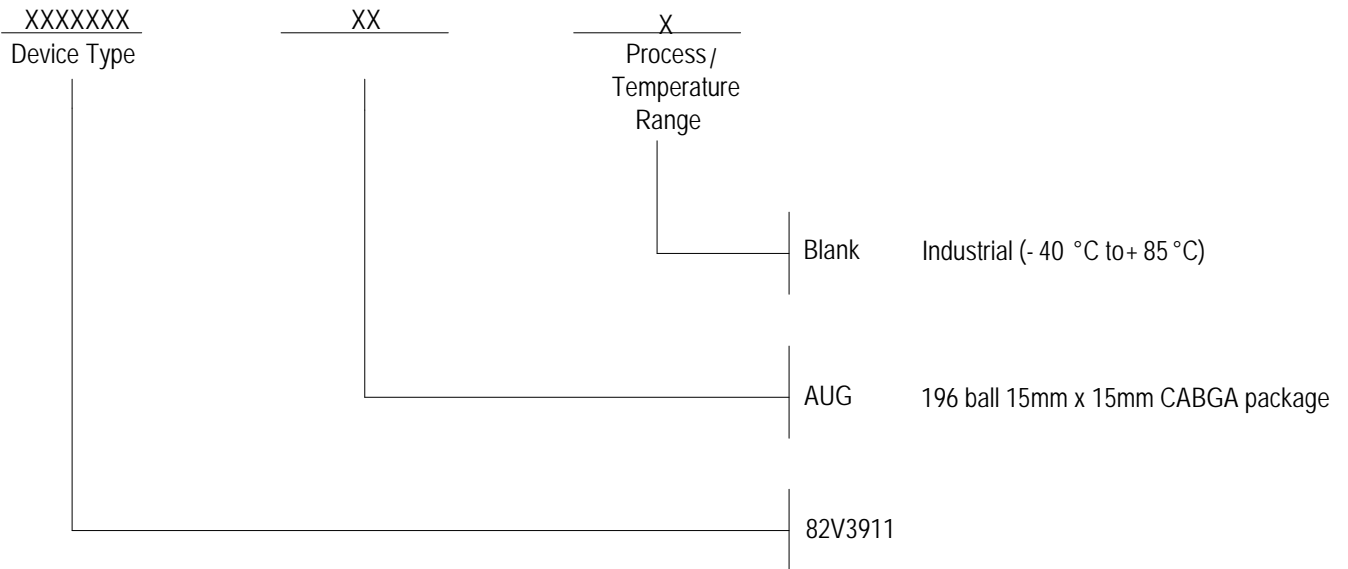 XXXXXXX XX X
Device Type
Process/
Temperature
Range
Blank Industrial (- 40 °C to+ 85 °C)
AUG 196 ball 15mm x 15mm CABGA package
82V3911